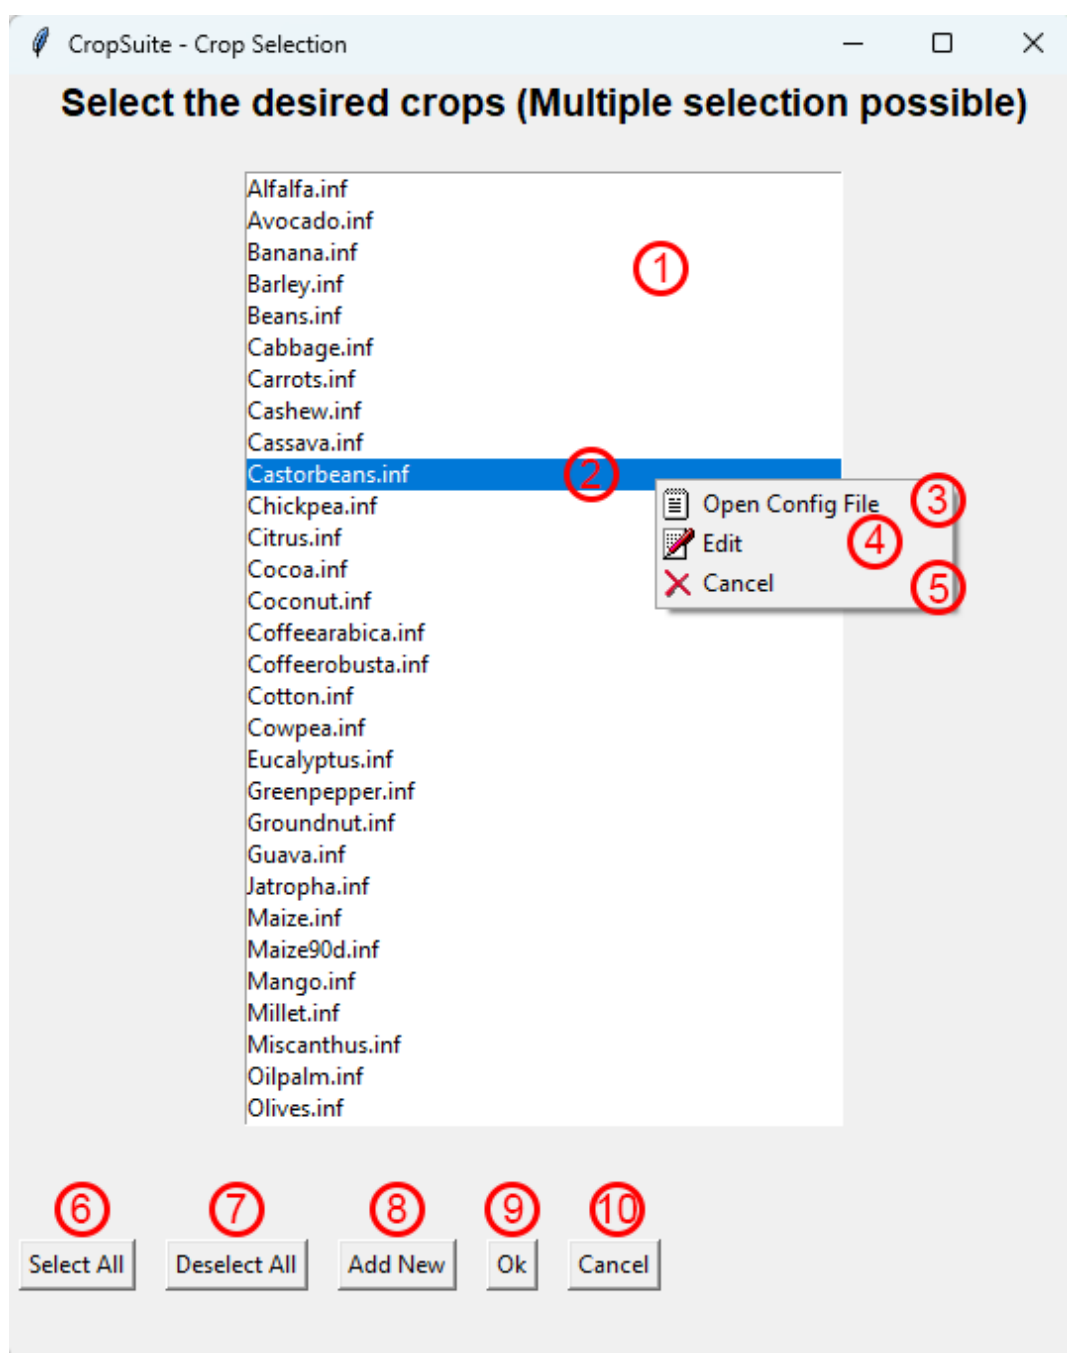 CropSuite - Crop Selection
Select the desired crops (Multiple selection possible)
Alfalfa.inf
Avocado.inf
Banana.inf
1
Barley.inf
Beans.inf
Cabbage.inf
Carrots.inf
Cashew.inf
Cassava.inf
Castorbeans.inf 2
Chickpea.inf
Open Config File 3
Citrus.inf
Edit 4
Cocoa.inf
Cancel 5
Coconut.inf
Coffeearabica.inf
Coffeerobusta.inf
Cotton.inf
Cowpea.inf
Eucalyptus.inf
Greenpepper.inf
Groundnut.inf
Guava.inf
Jatropha.inf
Maize.inf
Maize90d.inf
Mango.inf
Millet.inf
Miscanthus.inf
Oilpalm.inf
Olives.inf
6 7 8 9 10
Select All Deselect All Add New Ok Cancel